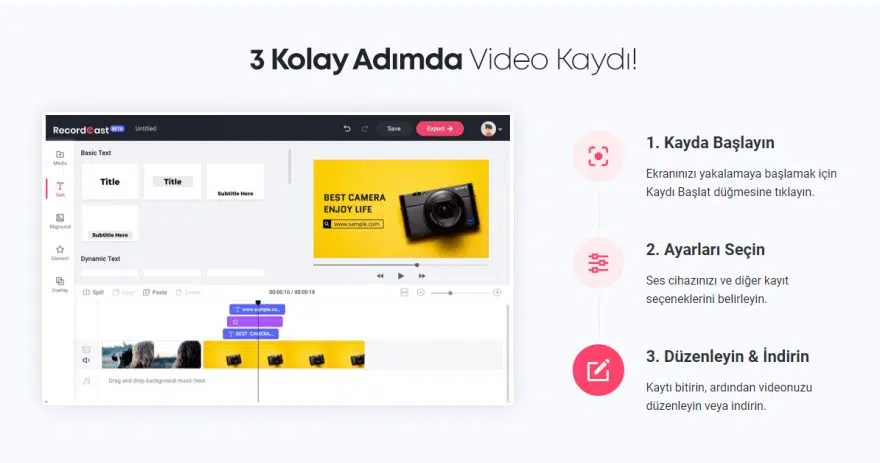 3 Kolay Adımda Video Kaydı!
RecordCast BETA
Untitled
Save
Export →
Media
Text
Bkground
Element
Overlay
Basic Text
Title
Title
Subtitle Here
Subtitle Here
Dynamic Text
BEST CAMERA
ENJOY LIFE
www.sample.com
SONY
Split
Copy
Paste
Delete
00:00:10 / 00:00:18
www.sample.co...
BEST CAMERA...
Drag and drop background music here
1. Kayda Başlayın
Ekranınızı yakalamaya başlamak için
Kaydı Başlat düğmesine tıklayın.
2. Ayarları Seçin
Ses cihazınızı ve diğer kayıt
seçeneklerini belirleyin.
3. Düzenleyin & İndirin
Kaytı bitirin, ardından videonuzu
düzenleyin veya indirin.